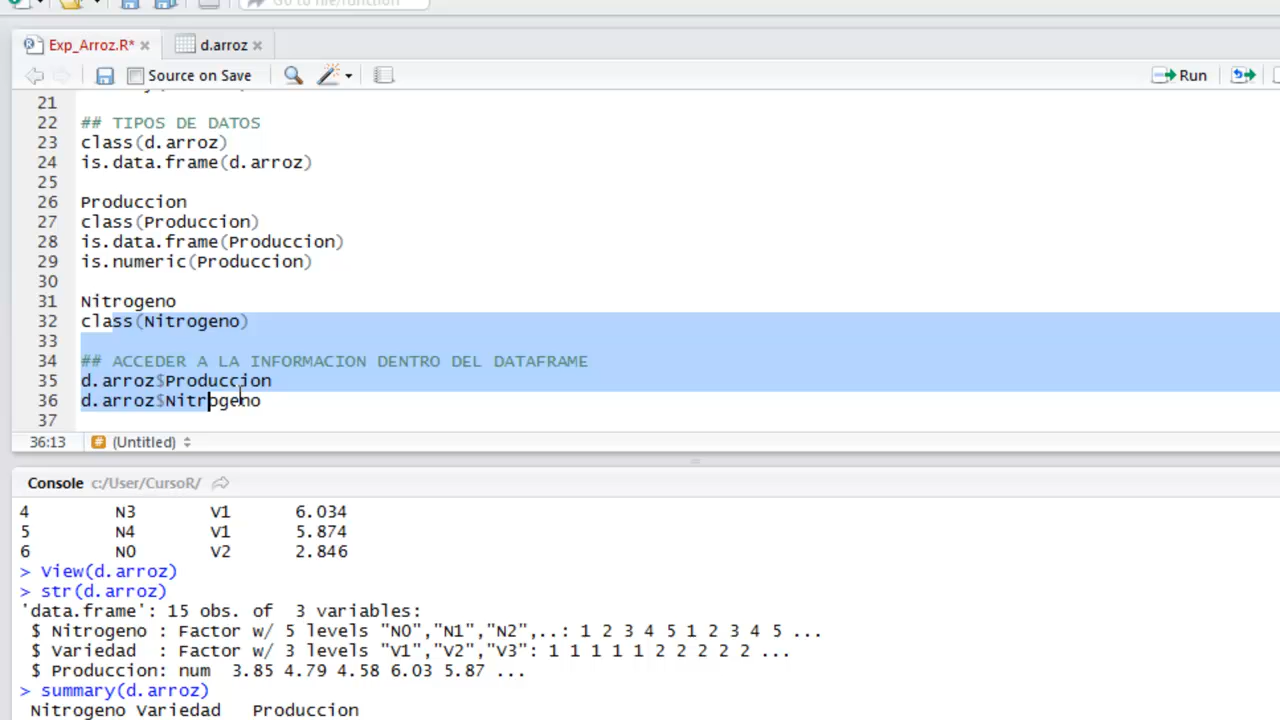 Go to file/function
Exp_Arroz.R* d.arroz
Source on Save Run
21
22 ## TIPOS DE DATOS
23 class(d.arroz)
24 is.data.frame(d.arroz)
25
26 Produccion
27 class(Produccion)
28 is.data.frame(Produccion)
29 is.numeric(Produccion)
30
31 Nitrogeno
32 class(Nitrogeno)
33
34 ## ACCEDER A LA INFORMACION DENTRO DEL DATAFRAME
35 d.arroz$Produccion
36 d.arroz$Nitrogeno
37
36:13 # (Untitled)
Console c:/User/CursoR/
4 N3 V1 6.034
5 N4 V1 5.874
6 N0 V2 2.846
> View(d.arroz)
> str(d.arroz)
'data.frame': 15 obs. of 3 variables:
$ Nitrogeno : Factor w/ 5 levels "N0","N1","N2",..: 1 2 3 4 5 1 2 3 4 5 ...
$ Variedad : Factor w/ 3 levels "V1","V2","V3": 1 1 1 1 1 2 2 2 2 2 ...
$ Produccion: num 3.85 4.79 4.58 6.03 5.87 ...
> summary(d.arroz)
Nitrogeno Variedad Produccion